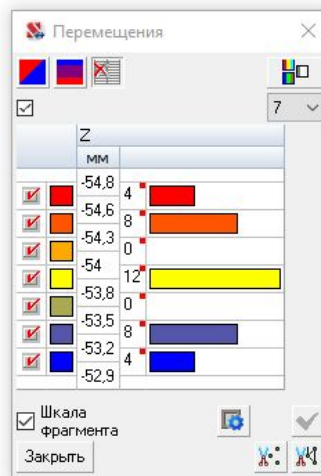 Перемещения
7
Z
мм
-54,8
4
-54,6
8
-54,3
0
-54
12
-53,8
0
-53,5
8
-53,2
4
-52,9
Шкала
фрагмента
Закрыть